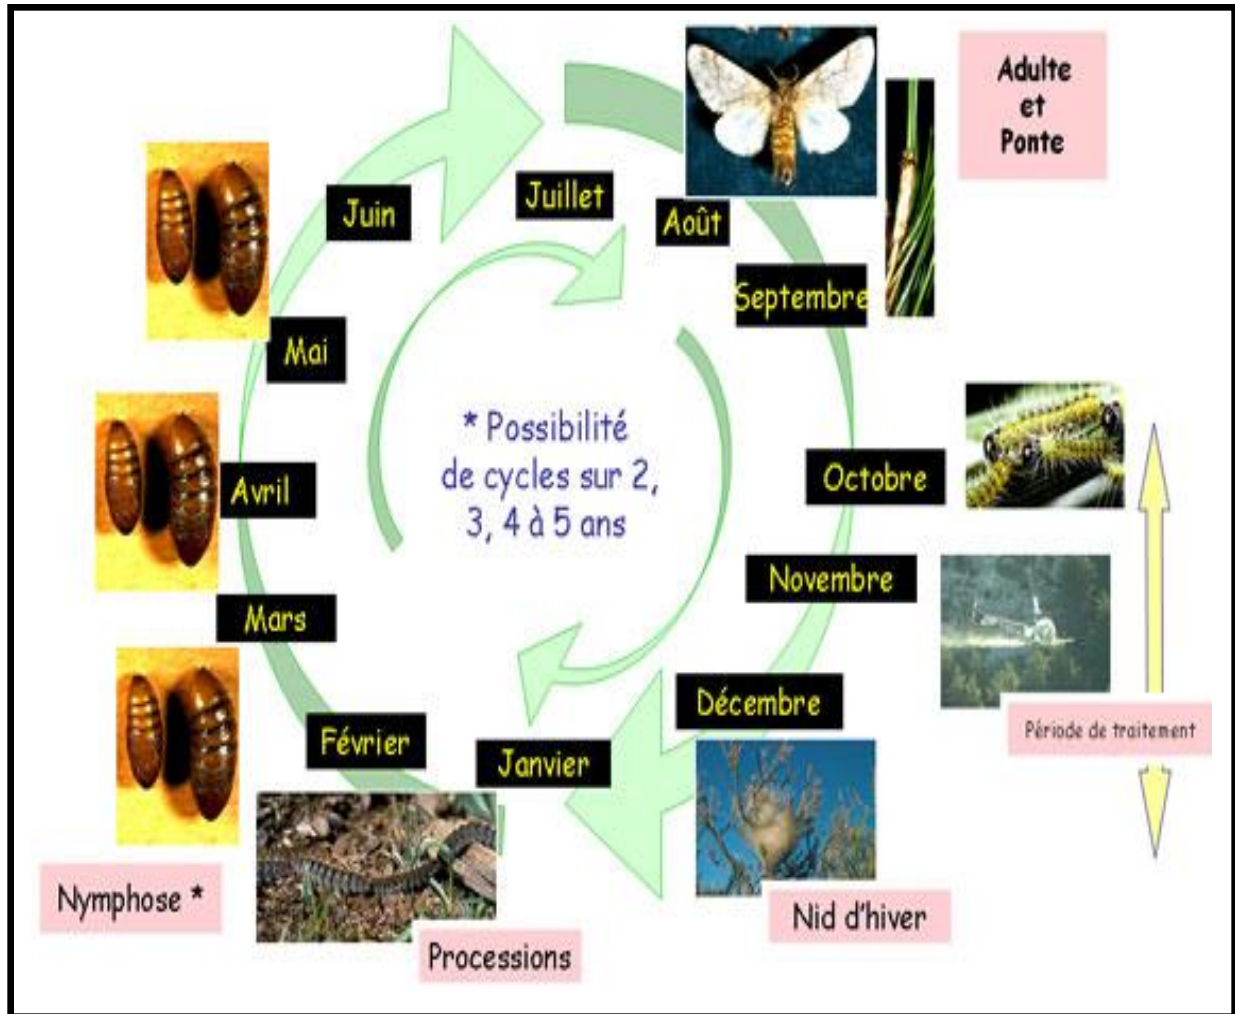 Adulte
et
Ponte
Juillet
Août
Septembre
Octobre
Novembre
Période de traitement
Décembre
Nid d'hiver
Janvier
Processions
Février
Nymphose *
Mars
Avril
Mai
Juin
* Possibilité
de cycles sur 2,
3, 4 à 5 ans